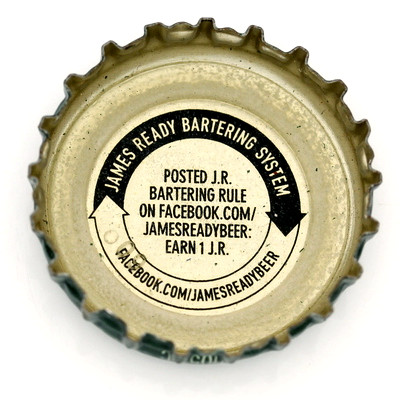 JAMES READY BARTERING SYSTEM
POSTED J.R.
BARTERING RULE
ON FACEBOOK.COM/
JAMESREADYBEER:
EARN 1 J.R.
FACEBOOK.COM/JAMESREADYBEER